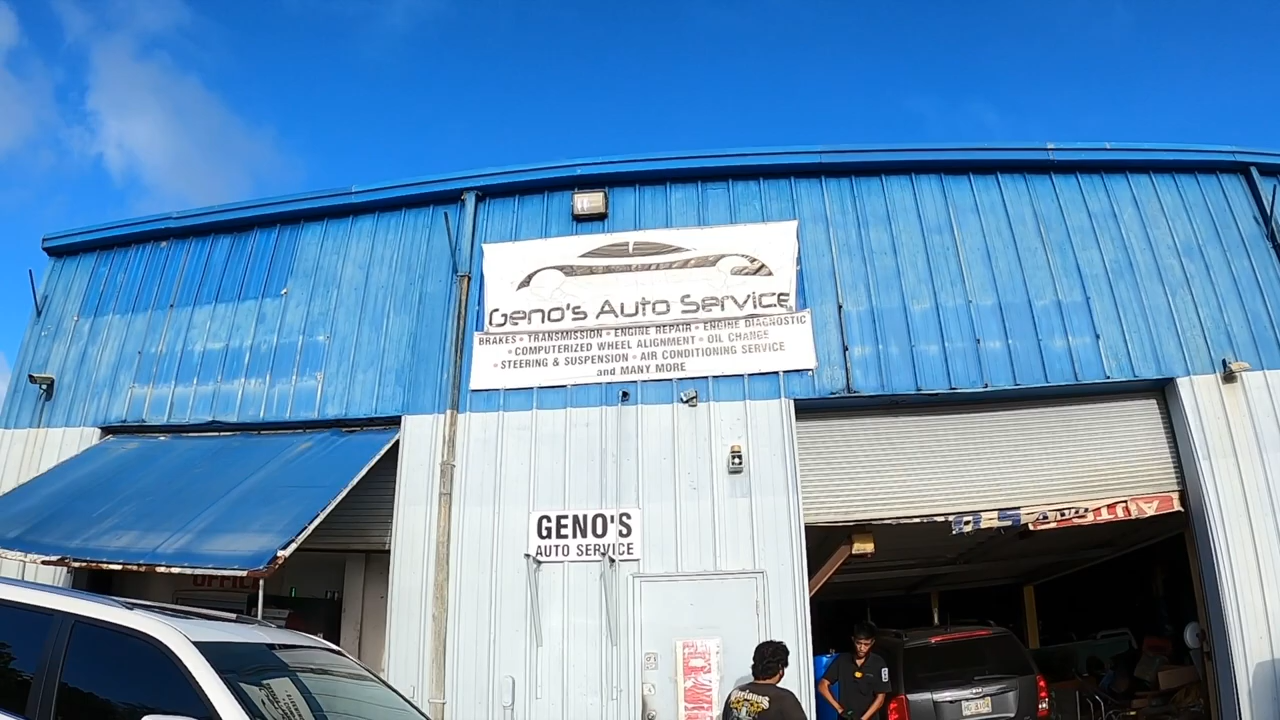 Geno's Auto Service
BRAKES • TRANSMISSION • ENGINE REPAIR • ENGINE DIAGNOSTIC
• COMPUTERIZED WHEEL ALIGNMENT • OIL CHANGE
• STEERING & SUSPENSION • AIR CONDITIONING SERVICE
and MANY MORE
GENO'S
AUTO SERVICE
OFFICE